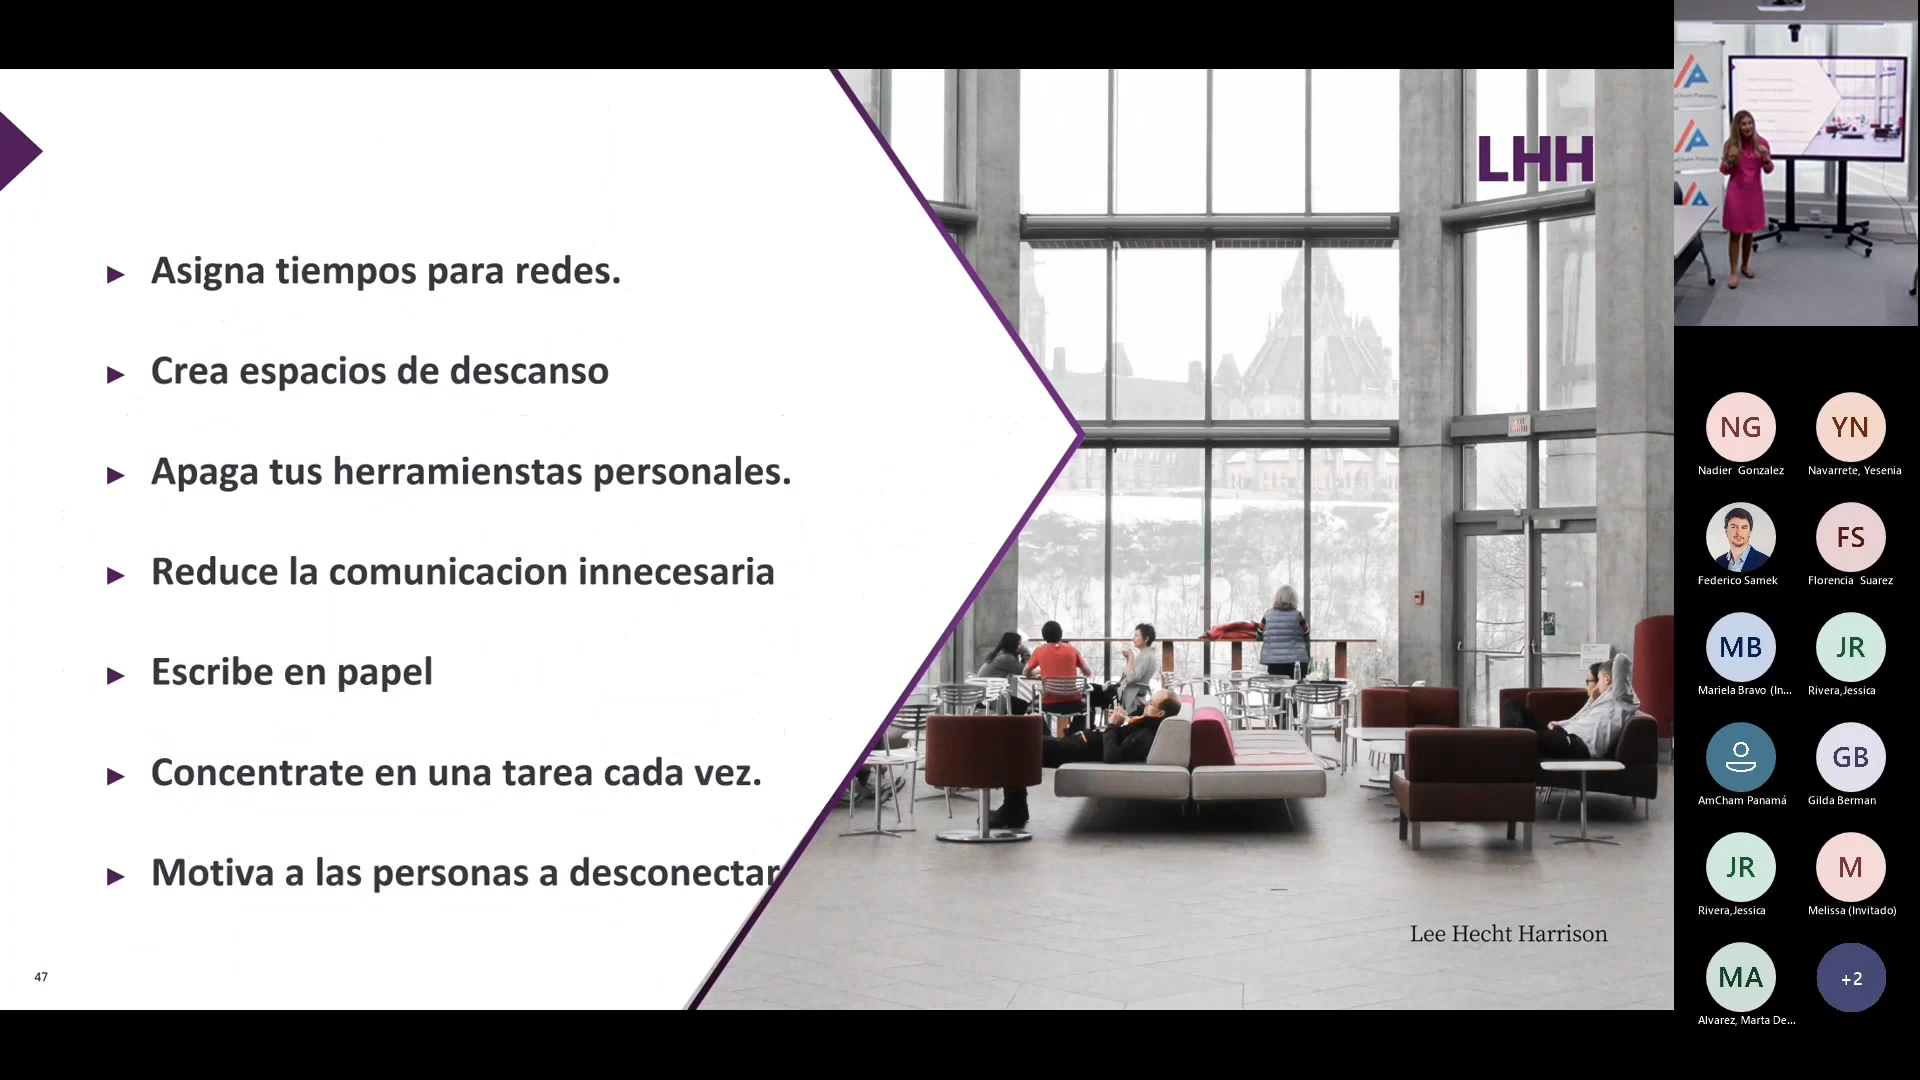 LHH
Asigna tiempos para redes.
Crea espacios de descanso
Apaga tus herramienstas personales.
Reduce la comunicacion innecesaria
Escribe en papel
Concentrate en una tarea cada vez.
Motiva a las personas a desconectar
Lee Hecht Harrison
47
NG
Nadier Gonzalez
YN
Navarrete, Yesenia
Federico Samek
FS
Florencia Suarez
MB
Mariela Bravo (In...
JR
Rivera,Jessica
AmCham Panamá
GB
Gilda Berman
JR
Rivera,Jessica
M
Melissa (Invitado)
MA
Alvarez, Marta De...
+2